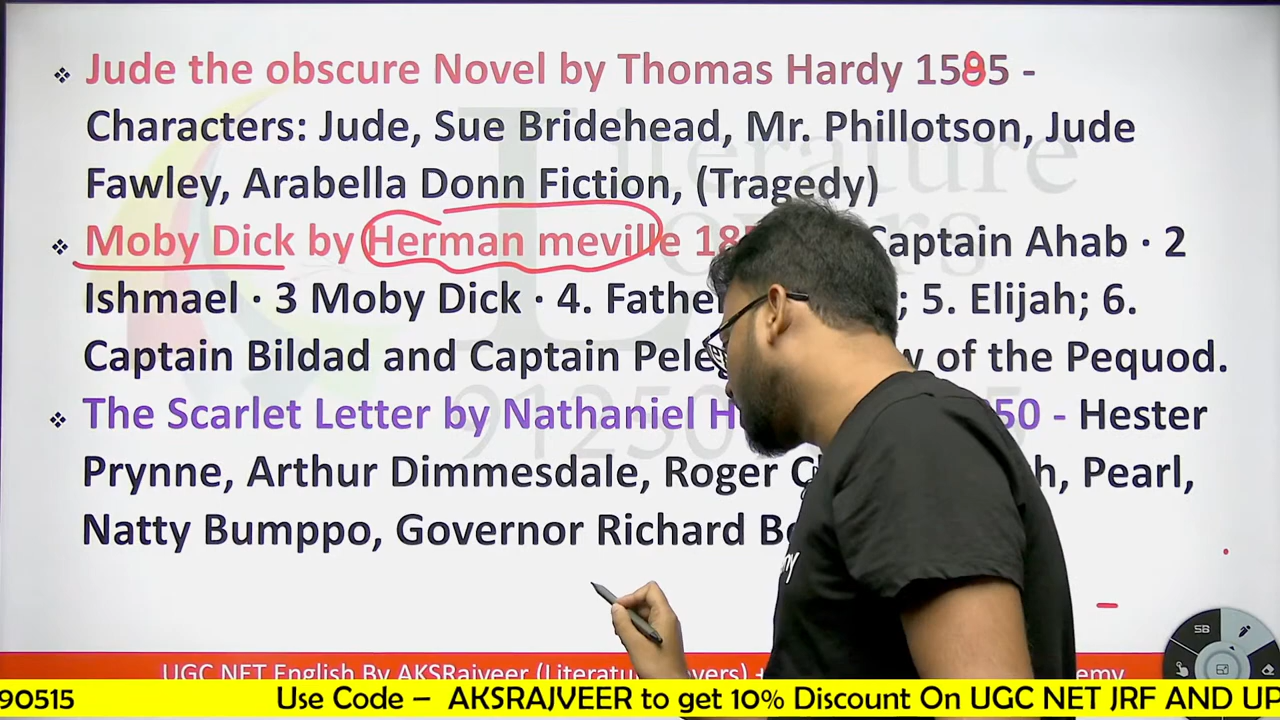 ❖ Jude the obscure Novel by Thomas Hardy 1595 -
Characters: Jude, Sue Bridehead, Mr. Phillotson, Jude
Fawley, Arabella Donn Fiction, (Tragedy)
❖ Moby Dick by Herman meville Captain Ahab · 2
Ishmael · 3 Moby Dick · 4. ; 5. Elijah; 6.
Captain Bildad and Captain of the Pequod.
❖ The Scarlet Letter by Nathaniel - Hester
Prynne, Arthur Dimmesdale, Roger Pearl,
Natty Bumppo, Governor Richard
Literature
overs
UGC NET English By AKSRajveer (Literature
90515 Use Code – AKSRAJVEER to get 10% Discount On UGC NET JRF AND
SB